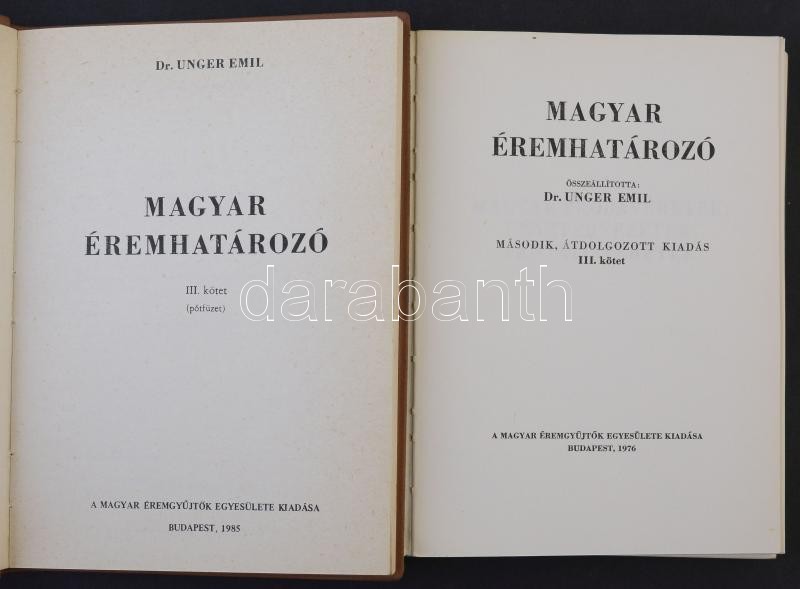 Dr. UNGER EMIL
MAGYAR
ÉREMHATÁROZÓ
III. kötet
(pótfüzet)
A MAGYAR ÉREMGYŰJTŐK EGYESÜLETE KIADÁSA
BUDAPEST, 1985
MAGYAR
ÉREMHATÁROZÓ
ÖSSZEÁLLÍTOTTA:
Dr. UNGER EMIL
MÁSODIK, ÁTDOLGOZOTT KIADÁS
III. kötet
A MAGYAR ÉREMGYŰJTŐK EGYESÜLETE KIADÁSA
BUDAPEST, 1976
darabanth